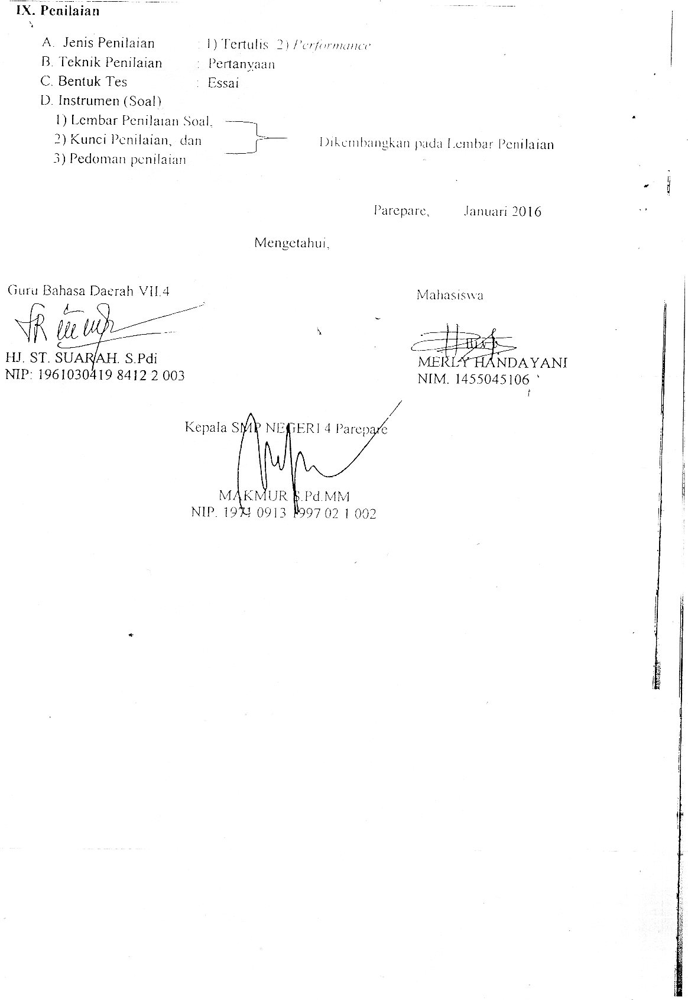 IX. Penilaian
A. Jenis Penilaian : 1) Tertulis 2) Performance
B. Teknik Penilaian : Pertanyaan
C. Bentuk Tes : Essai
D. Instrumen (Soal)
1) Lembar Penilaian Soal,
2) Kunci Penilaian, dan
3) Pedoman penilaian
Dikembangkan pada Lembar Penilaian
Parepare, Januari 2016
Mengetahui,
Guru Bahasa Daerah VII.4
Mahasiswa
HJ. ST. SUARAH. S.Pdi
NIP: 1961030419 8412 2 003
MERLY HANDAYANI
NIM. 1455045106
Kepala SMP NEGERI 4 Parepare
MAKMUR S.Pd.MM
NIP. 0913 1997 02 1 002